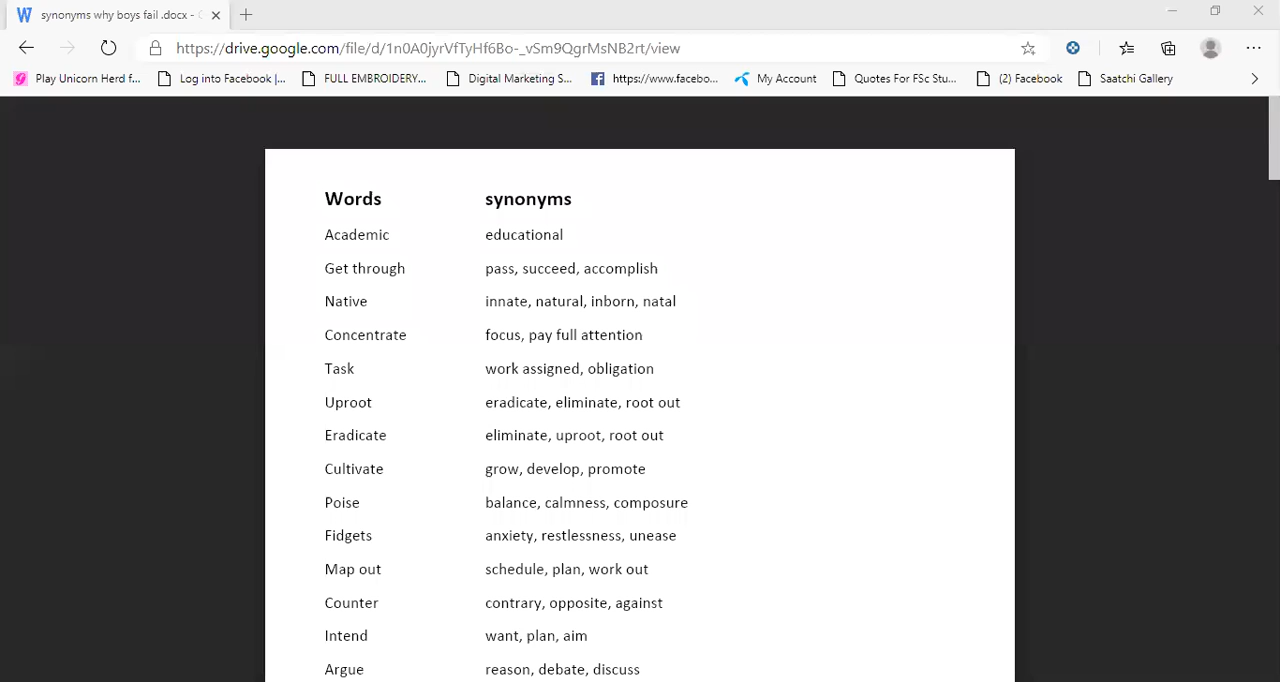 synonyms why boys fail .docx -
https://drive.google.com/file/d/1n0A0jyrVfTyHf6Bo-_vSm9QgrMsNB2rt/view
Play Unicorn Herd f... Log into Facebook |... FULL EMBROIDERY... Digital Marketing S... https://www.facebo... My Account Quotes For FSc Stu... (2) Facebook Saatchi Gallery
Words synonyms
Academic educational
Get through pass, succeed, accomplish
Native innate, natural, inborn, natal
Concentrate focus, pay full attention
Task work assigned, obligation
Uproot eradicate, eliminate, root out
Eradicate eliminate, uproot, root out
Cultivate grow, develop, promote
Poise balance, calmness, composure
Fidgets anxiety, restlessness, unease
Map out schedule, plan, work out
Counter contrary, opposite, against
Intend want, plan, aim
Argue reason, debate, discuss